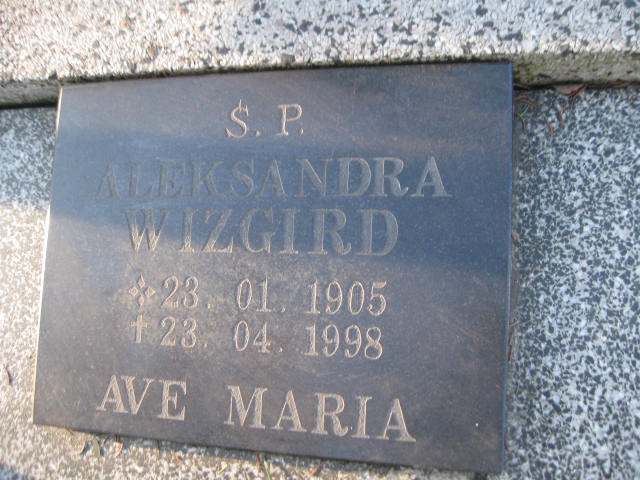 Ś. P.
ALEKSANDRA
WIZGIRD
23. 01. 1905
† 23. 04. 1998
AVE MARIA